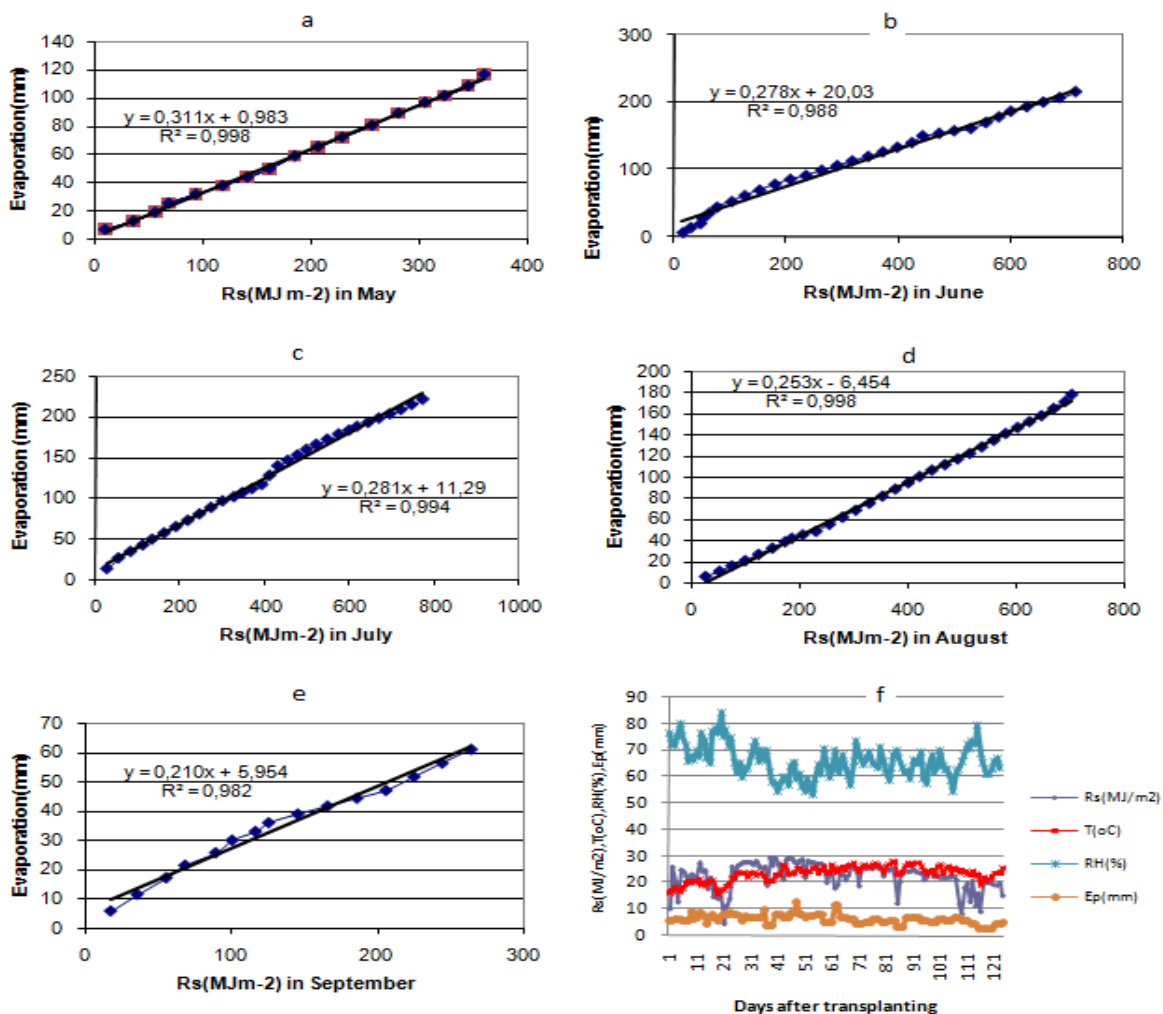 a
Evaporation(mm)
140
120
100
80
60
40
20
0
y = 0,311x + 0,983
R² = 0,998
0 100 200 300 400
Rs(MJ m-2) in May
b
Evaporation(mm)
300
200
100
0
y = 0,278x + 20,03
R² = 0,988
0 200 400 600 800
Rs(MJm-2) in June
c
Evaporation (mm)
250
200
150
100
50
0
y = 0,281x + 11,29
R² = 0,994
0 200 400 600 800 1000
Rs(MJm-2) in July
d
Evaporation(mm)
200
180
160
140
120
100
80
60
40
20
0
y = 0,253x - 6,454
R² = 0,998
0 200 400 600 800
Rs(MJm-2) in August
e
Evaporation(mm)
70
60
50
40
30
20
10
0
y = 0,210x + 5,954
R² = 0,982
0 100 200 300
Rs(MJm-2) in September
f
Rs(MJ/m2),T(oC),RH(%),Ep(mm)
90
80
70
60
50
40
30
20
10
0
1 11 21 31 41 51 61 71 81 91 101 111 121
Days after transplanting
Rs(MJ/m2)
T(oC)
RH(%)
Ep(mm)